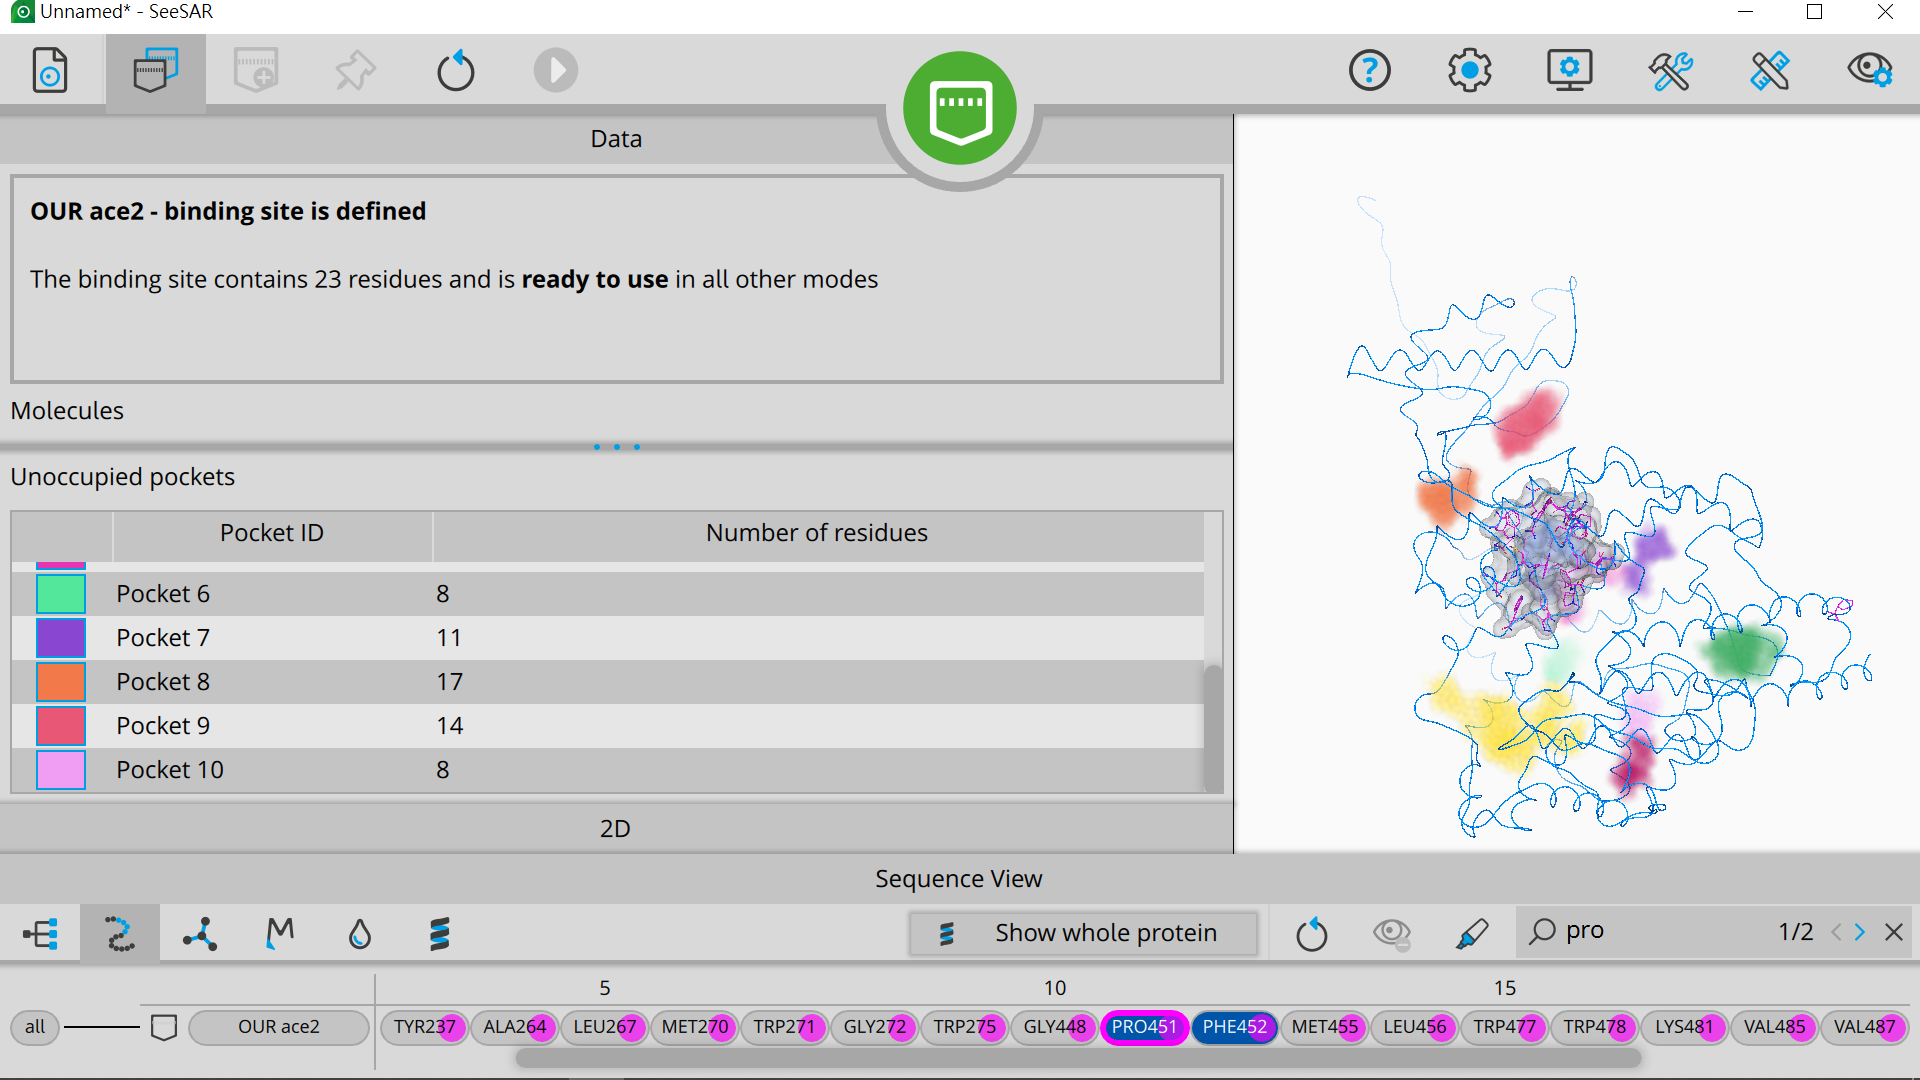 Unnamed* - SeeSAR
?
Data
OUR ace2 - binding site is defined
The binding site contains 23 residues and is ready to use in all other modes
Molecules
Unoccupied pockets
Pocket ID Number of residues
Pocket 6 8
Pocket 7 11
Pocket 8 17
Pocket 9 14
Pocket 10 8
2D
Sequence View
Show whole protein pro 1/2
5 10 15
all OUR ace2 TYR237 ALA264 LEU267 MET270 TRP271 GLY272 TRP275 GLY448 PRO451 PHE452 MET455 LEU456 TRP477 TRP478 LYS481 VAL485 VAL487